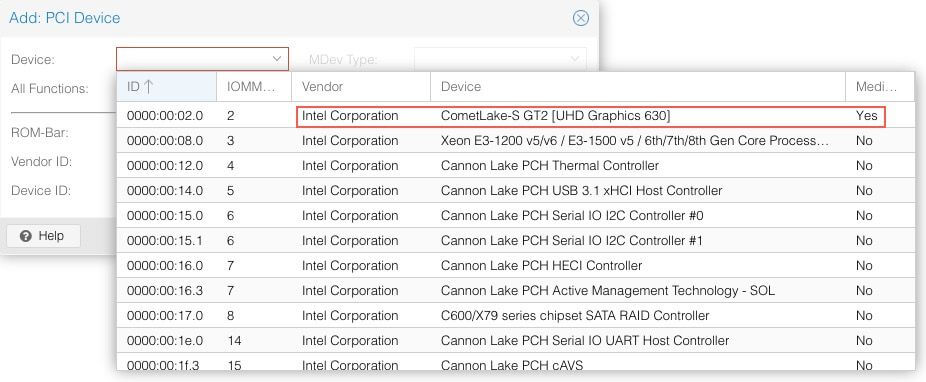 Add: PCI Device
Device: MDev Type:
All Functions:
ROM-Bar:
Vendor ID:
Device ID:
Help
ID IOMM... Vendor Device Medi...
0000:00:02.0 2 Intel Corporation CometLake-S GT2 [UHD Graphics 630] Yes
0000:00:08.0 3 Intel Corporation Xeon E3-1200 v5/v6 / E3-1500 v5 / 6th/7th/8th Gen Core Process... No
0000:00:12.0 4 Intel Corporation Cannon Lake PCH Thermal Controller No
0000:00:14.0 5 Intel Corporation Cannon Lake PCH USB 3.1 xHCI Host Controller No
0000:00:15.0 6 Intel Corporation Cannon Lake PCH Serial IO I2C Controller #0 No
0000:00:15.1 6 Intel Corporation Cannon Lake PCH Serial IO I2C Controller #1 No
0000:00:16.0 7 Intel Corporation Cannon Lake PCH HECI Controller No
0000:00:16.3 7 Intel Corporation Cannon Lake PCH Active Management Technology - SOL No
0000:00:17.0 8 Intel Corporation C600/X79 series chipset SATA RAID Controller No
0000:00:1e.0 14 Intel Corporation Cannon Lake PCH Serial IO UART Host Controller No
0000:00:1f.3 15 Intel Corporation Cannon Lake PCH cAVS No